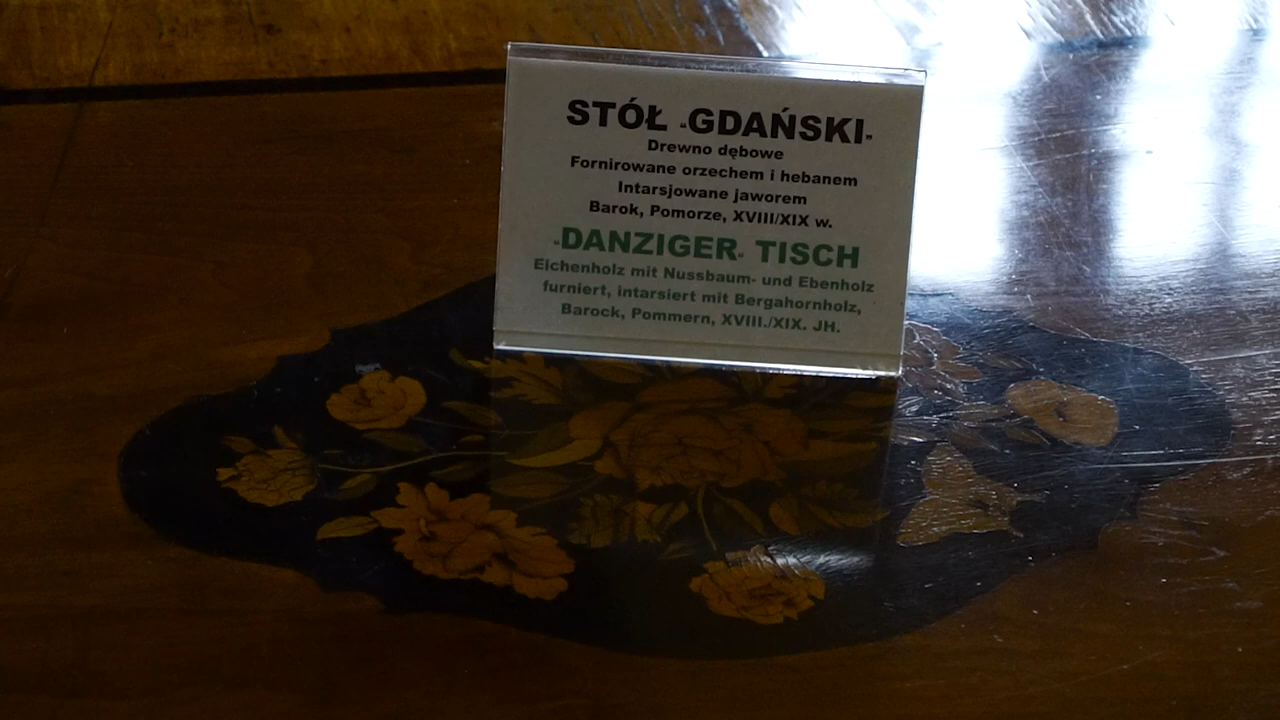 STÓŁ "GDAŃSKI"
Drewno dębowe
Fornirowane orzechem i hebanem
Intarsjowane jaworem
Barok, Pomorze, XVIII/XIX w.
"DANZIGER" TISCH
Eichenholz mit Nussbaum- und Ebenholz
furniert, intarsiert mit Bergahornholz,
Barock, Pommern, XVIII./XIX. JH.